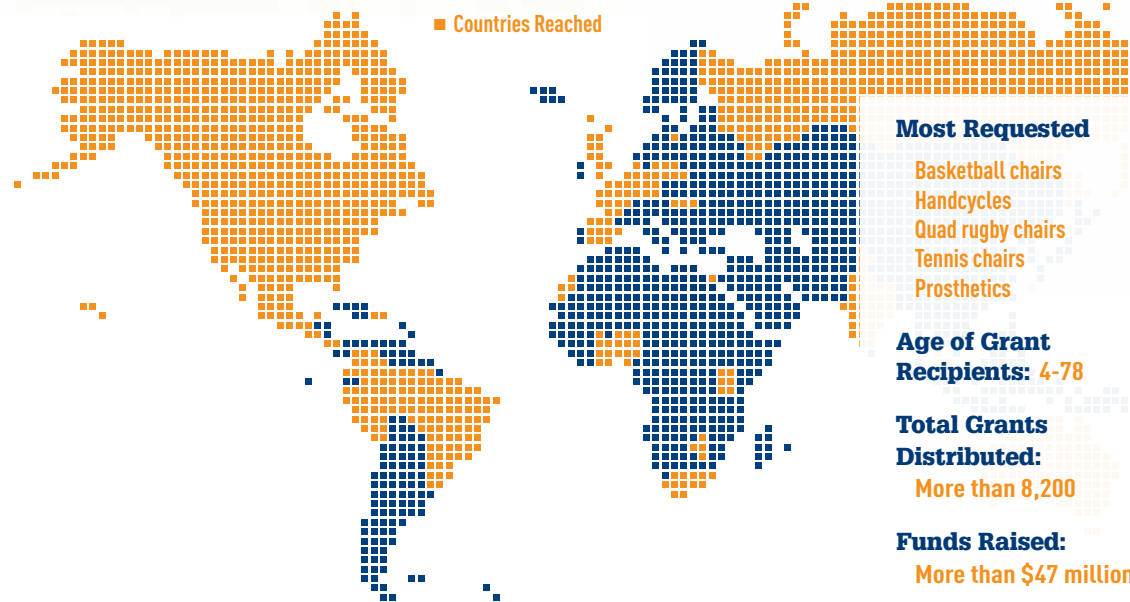 Countries Reached
Most Requested
Basketball chairs
Handcycles
Quad rugby chairs
Tennis chairs
Prosthetics
Age of Grant
Recipients: 4-78
Total Grants
Distributed:
More than 8,200
Funds Raised:
More than $47 million